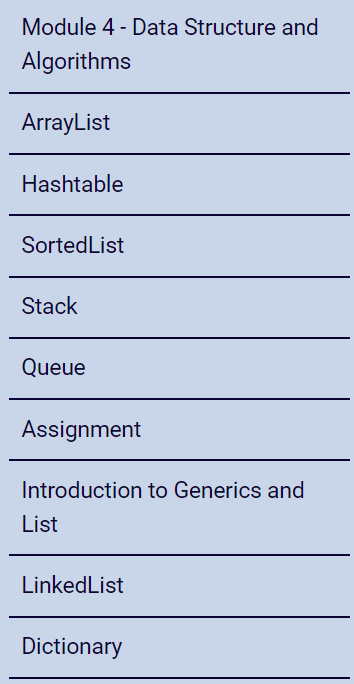 Module 4 - Data Structure and
Algorithms
ArrayList
Hashtable
SortedList
Stack
Queue
Assignment
Introduction to Generics and
List
LinkedList
Dictionary